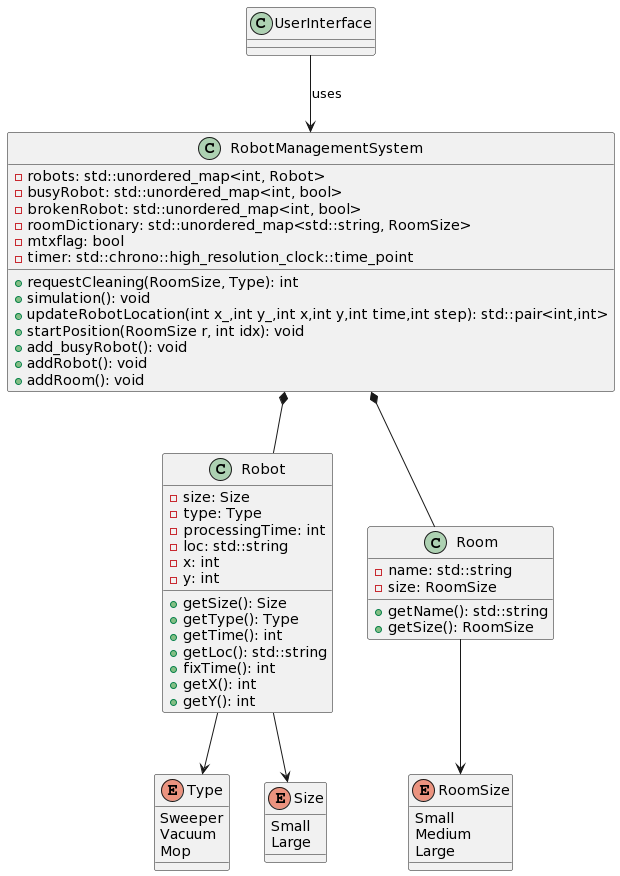 C UserInterface
uses
C RobotManagementSystem
robots: std::unordered_map<int, Robot>
busyRobot: std::unordered_map<int, bool>
brokenRobot: std::unordered_map<int, bool>
roomDictionary: std::unordered_map<std::string, RoomSize>
mtxflag: bool
timer: std::chrono::high_resolution_clock::time_point
requestCleaning(RoomSize, Type): int
simulation(): void
updateRobotLocation(int x_,int y_,int x,int y,int time,int step): std::pair<int,int>
startPosition(RoomSize r, int idx): void
add_busyRobot(): void
addRobot(): void
addRoom(): void
C Robot
size: Size
type: Type
processingTime: int
loc: std::string
x: int
y: int
getSize(): Size
getType(): Type
getTime(): int
getLoc(): std::string
fixTime(): int
getX(): int
getY(): int
C Room
name: std::string
size: RoomSize
getName(): std::string
getSize(): RoomSize
E Type
Sweeper
Vacuum
Mop
E Size
Small
Large
E RoomSize
Small
Medium
Large